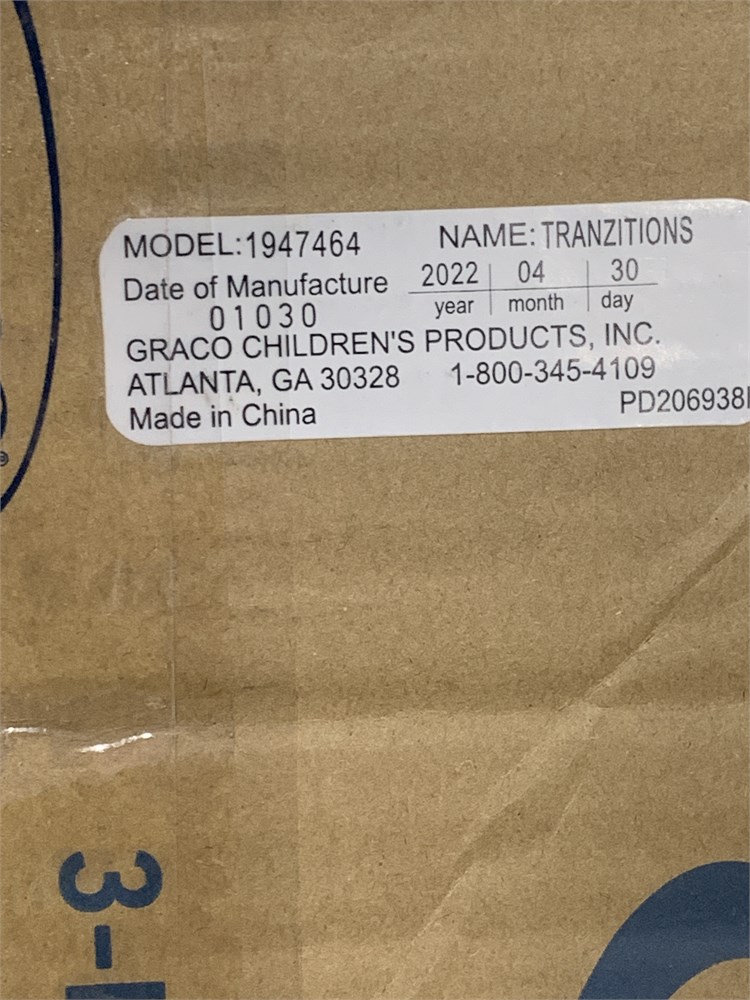 MODEL:1947464 NAME: TRANZITIONS
Date of Manufacture 2022 04 30
01030 year month day
GRACO CHILDREN'S PRODUCTS, INC.
ATLANTA, GA 30328 1-800-345-4109
Made in China PD206938
3-